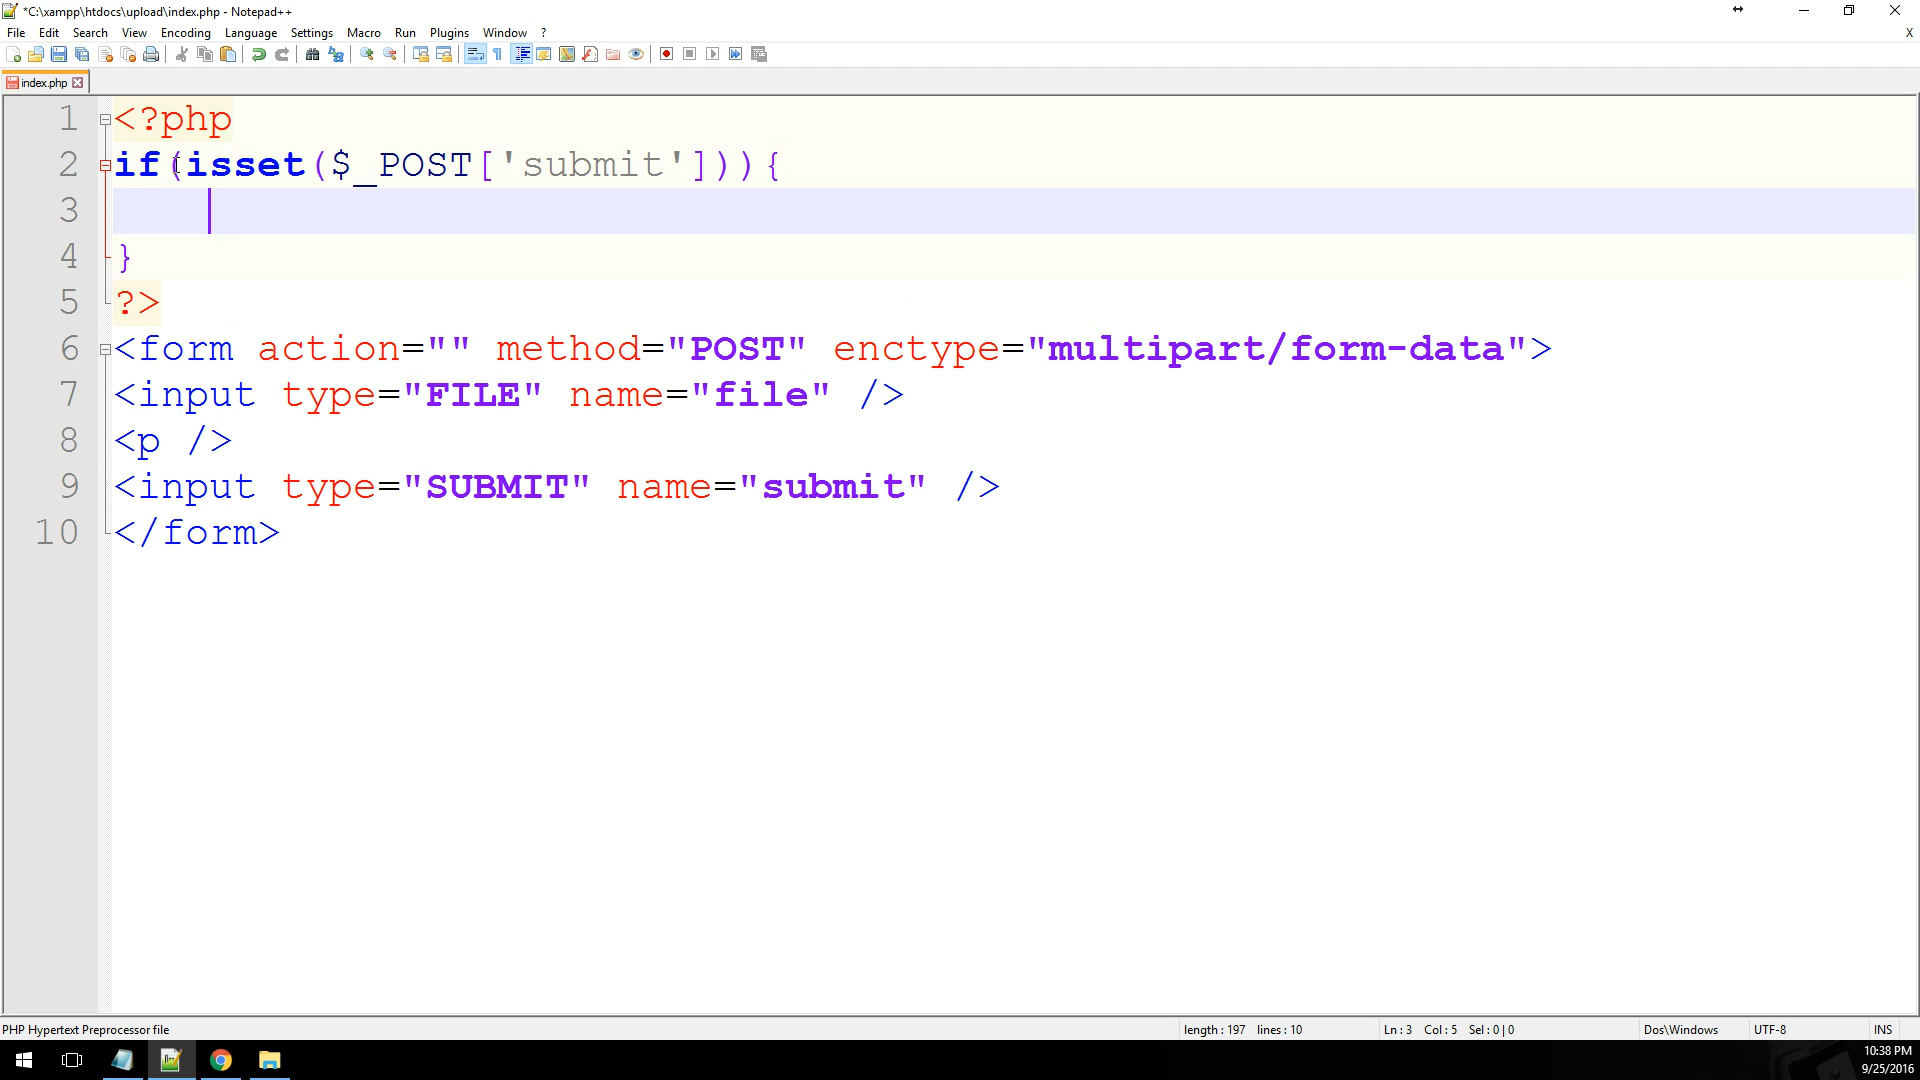 *C:\xampp\htdocs\upload\index.php - Notepad++
File Edit Search View Encoding Language Settings Macro Run Plugins Window ? X
index.php
1 <?php
2 if(isset($_POST['submit'])){
3
4 }
5 ?>
6 <form action="" method="POST" enctype="multipart/form-data">
7 <input type="FILE" name="file" />
8 <p />
9 <input type="SUBMIT" name="submit" />
10 </form>
PHP Hypertext Preprocessor file length : 197 lines : 10 Ln : 3 Col : 5 Sel : 0 | 0 Dos\Windows UTF-8 INS
10:38 PM
9/25/2016